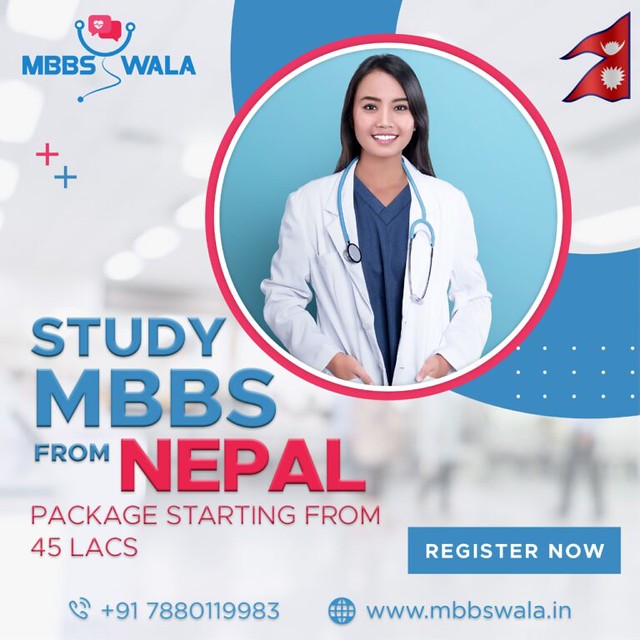 MBBS WALA
STUDY
MBBS
FROM NEPAL
PACKAGE STARTING FROM
45 LACS
REGISTER NOW
+91 7880119983
www.mbbswala.in